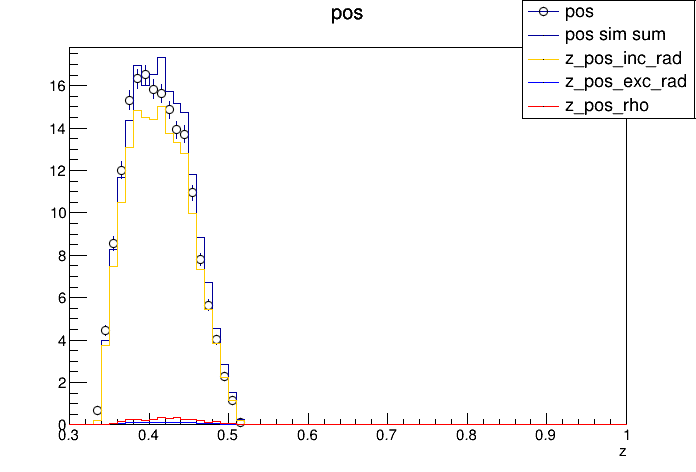 pos
pos
pos sim sum
z_pos_inc_rad
z_pos_exc_rad
z_pos_rho
16
14
12
10
8
6
4
2
0
0.3 0.4 0.5 0.6 0.7 0.8 0.9 1
z